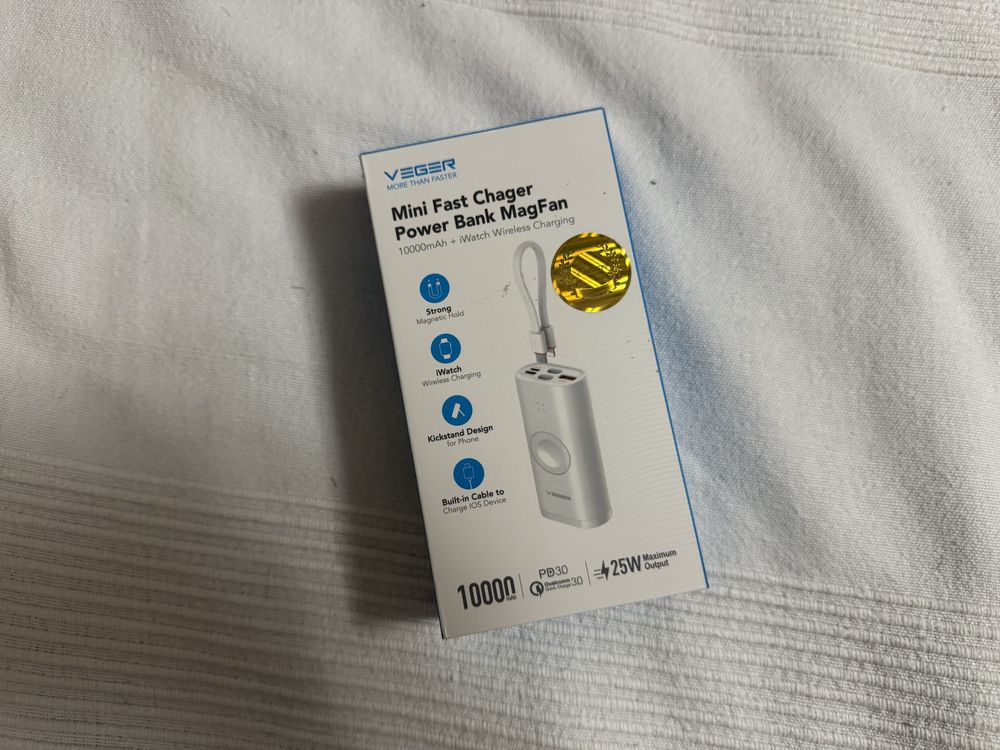 VEGER
MORE THAN FASTER
Mini Fast Chager
Power Bank MagFan
10000mAh + iWatch Wireless Charging
Strong
Magnetic Hold
iWatch
Wireless Charging
Kickstand Design
for Phone
Built-in Cable to
Charge IOS Device
VEGER
10000 mAh
PD3.0
Qualcomm
Quick Charge 3.0
25W Maximum
Output